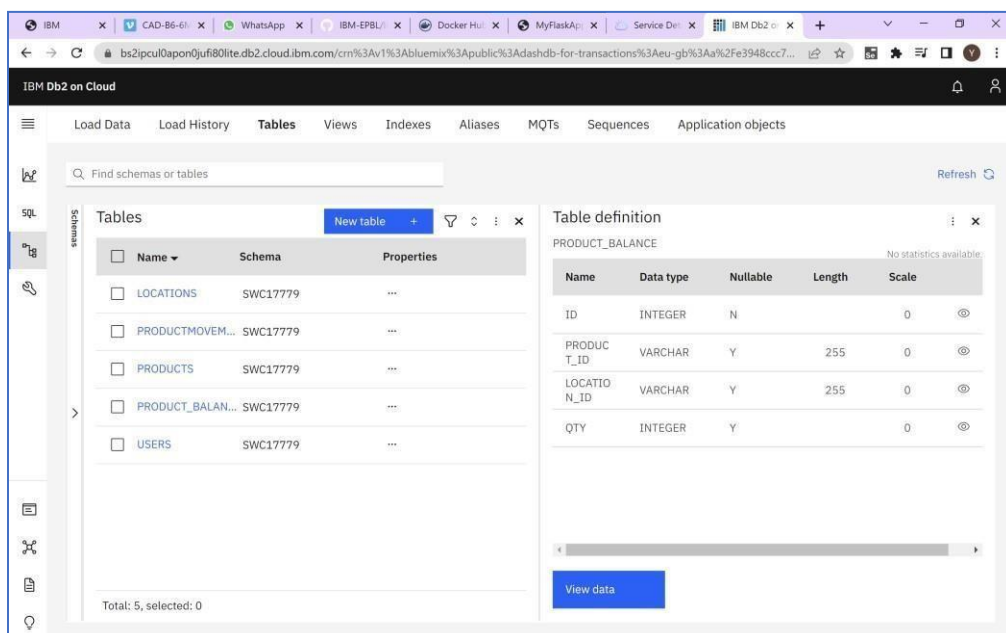 IBM
CAD-B6-6I
WhatsApp
IBM-EPBL/
Docker Hu
MyFlaskAp
Service De
IBM Db2 o
bs2ipcul0apon0jufi80lite.db2.cloud.ibm.com/crn%3Av1%3Abluemix%3Apublic%3Adashdb-for-transactions%3Aeu-gb%3Aa%2Fe3948ccc7...
Se
Y
IBM Db2 on Cloud
Load Data Load History Tables Views Indexes Aliases MQTs Sequences Application objects
Find schemas or tables
Refresh
SQL
Schemas
Tables
New table +
Name Schema Properties
LOCATIONS SWC17779 ...
PRODUCTMOVEM... SWC17779 ...
PRODUCTS SWC17779 ...
PRODUCT_BALAN... SWC17779 ...
USERS SWC17779 ...
Total: 5, selected: 0
Table definition
PRODUCT_BALANCE
No statistics available.
Name Data type Nullable Length Scale
ID INTEGER N 0
PRODUC
T_ID VARCHAR Y 255 0
LOCATIO
N_ID VARCHAR Y 255 0
QTY INTEGER Y 0
View data